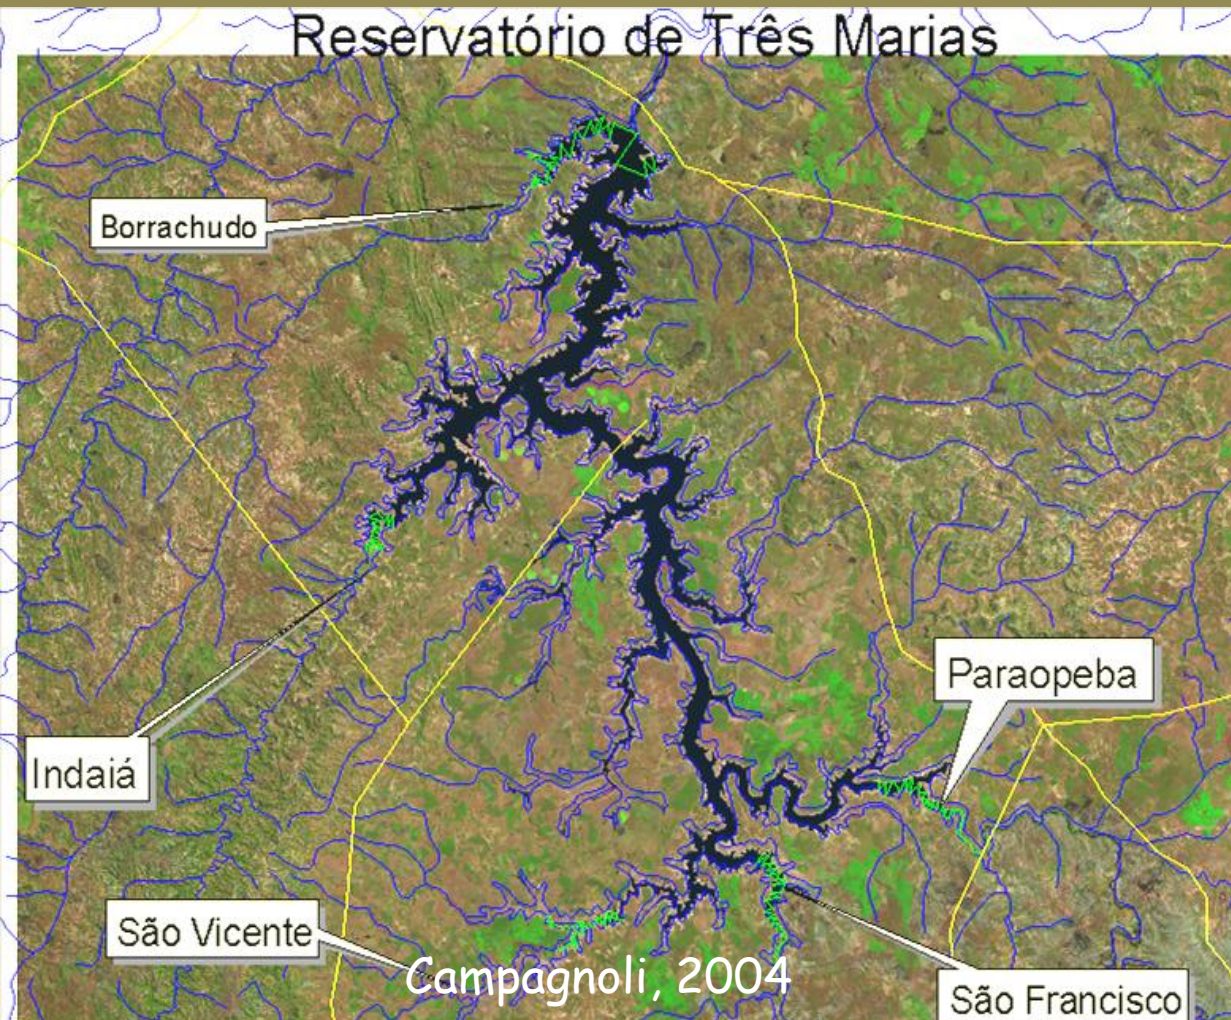 Reservatório de Três Marias
Borrachudo
Paraopeba
Indaiá
São Vicente
Campagnoli, 2004
São Francisco